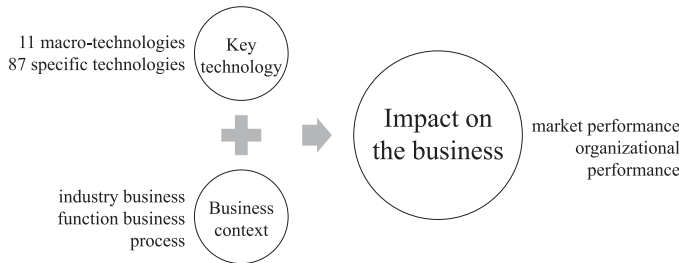 11 macro-technologies
87 specific technologies
Key
technology
Impact on
the business
market performance
organizational
performance
industry business
function business
process
Business
context